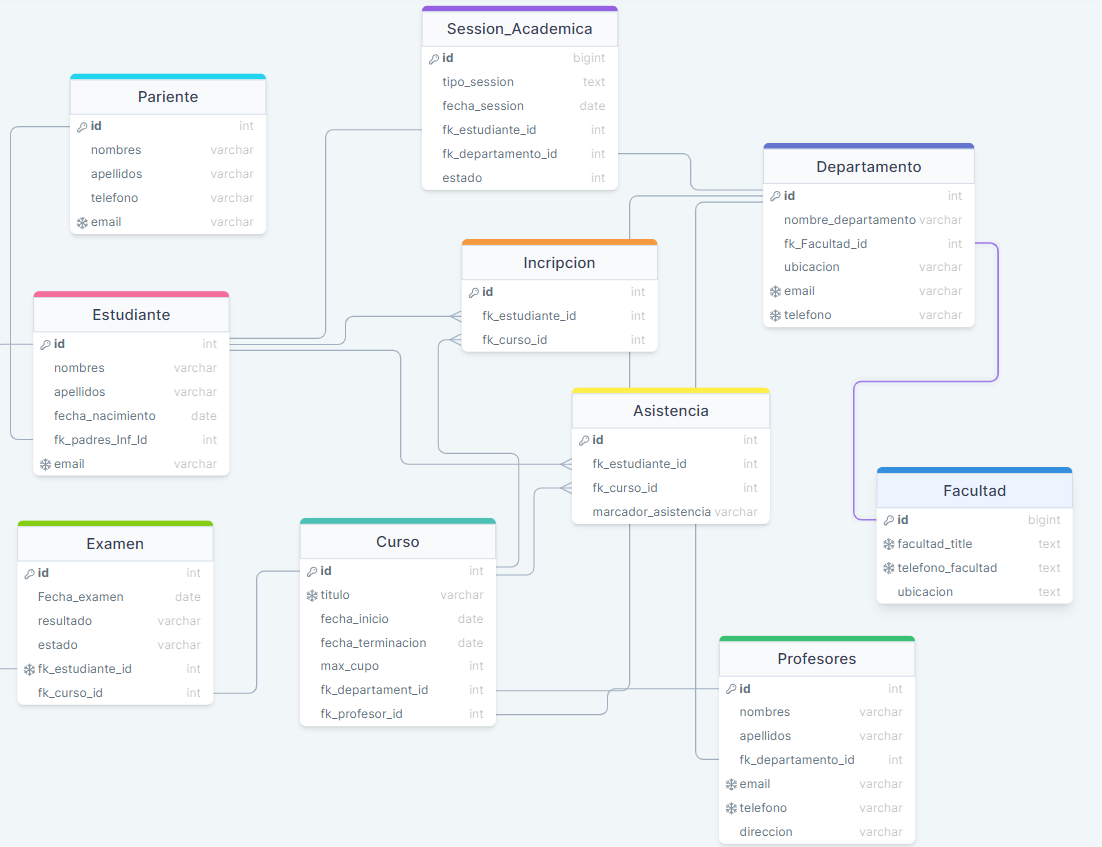 Session_Academica
id bigint
tipo_session text
fecha_session date
fk_estudiante_id int
fk_departamento_id int
estado int
Pariente
id int
nombres varchar
apellidos varchar
telefono varchar
email varchar
Departamento
id int
nombre_departamento varchar
fk_Facultad_id int
ubicacion varchar
email varchar
telefono varchar
Incripcion
id int
fk_estudiante_id int
fk_curso_id int
Estudiante
id int
nombres varchar
apellidos varchar
fecha_nacimiento date
fk_padres_Inf_Id int
email varchar
Asistencia
id int
fk_estudiante_id int
fk_curso_id int
marcador_asistencia varchar
Facultad
id bigint
facultad_title text
telefono_facultad text
ubicacion text
Examen
id int
Fecha_examen date
resultado varchar
estado varchar
fk_estudiante_id int
fk_curso_id int
Curso
id int
titulo varchar
fecha_inicio date
fecha_terminacion date
max_cupo int
fk_departament_id int
fk_profesor_id int
Profesores
id int
nombres varchar
apellidos varchar
fk_departamento_id int
email varchar
telefono varchar
direccion varchar